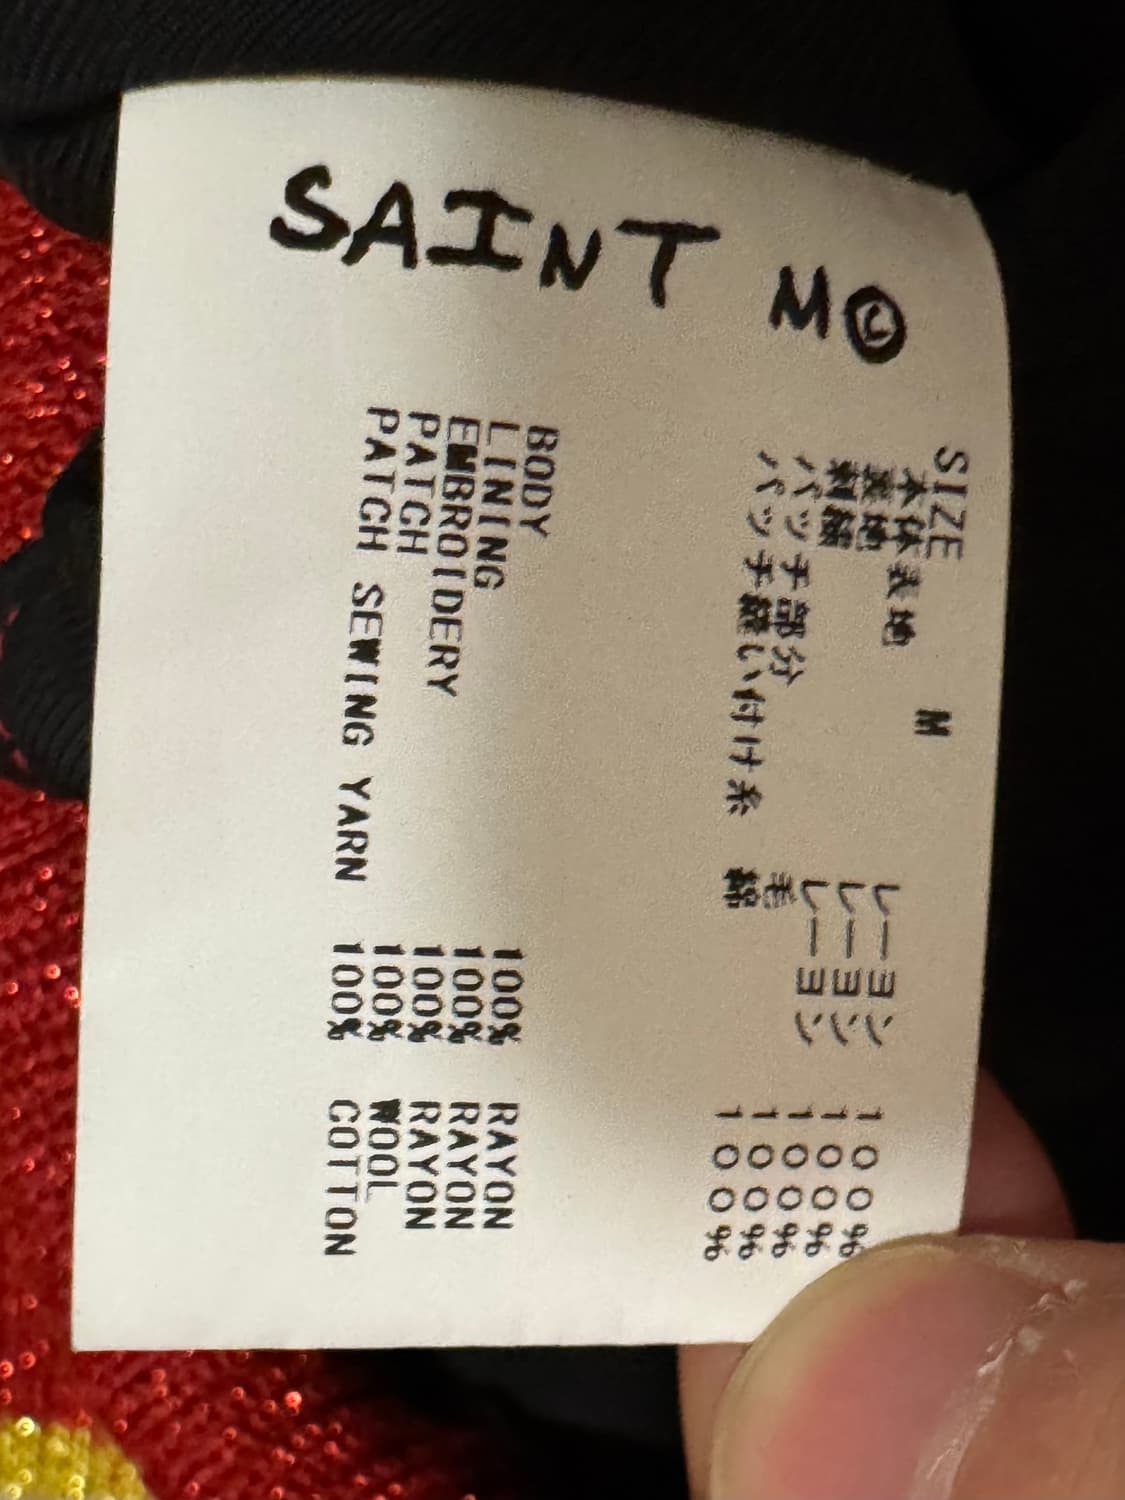 SAINT M©
SIZE M
本体表地 レーヨン 100%
裏地 レーヨン 100%
刺繍 レーヨン 100%
パッチ部分 毛 100%
パッチ縫い付け糸 綿 100%
BODY 100% RAYON
LINING 100% RAYON
EMBROIDERY 100% RAYON
PATCH 100% WOOL
PATCH SEWING YARN 100% COTTON